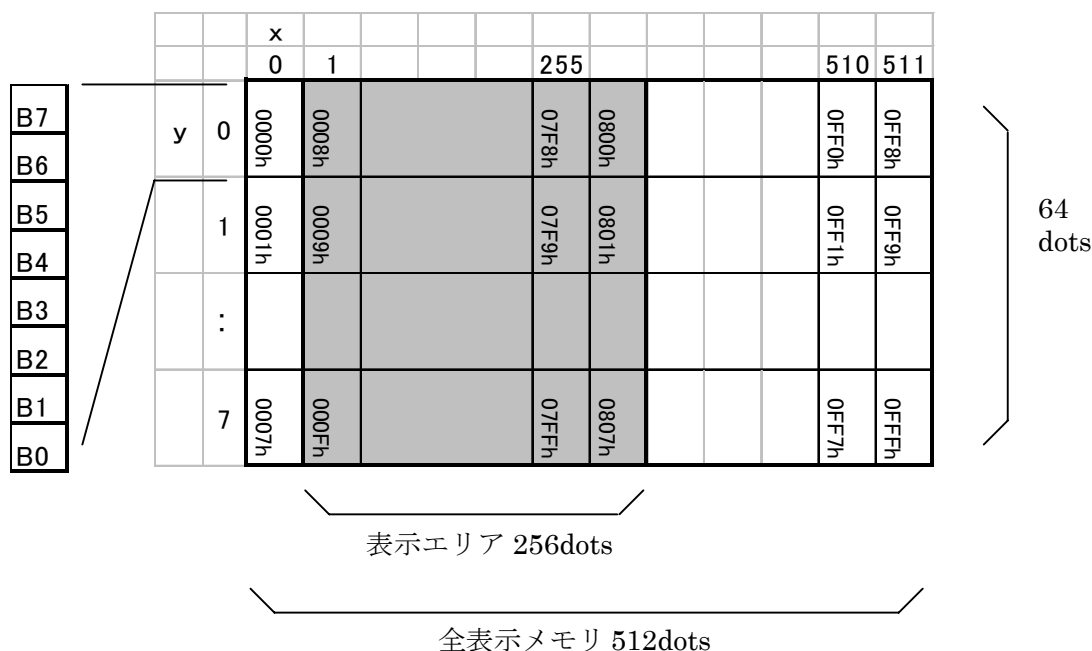 x
0 1 255 510 511
B7
B6
B5
B4
B3
B2
B1
B0
y 0 0000h 0008h 07F8h 0800h 0FF0h 0FF8h
1 0001h 0009h 07F9h 0801h 0FF1h 0FF9h
:
7 0007h 000Fh 07FFh 0807h 0FF7h 0FFFh
64
dots
表示エリア 256dots
全表示メモリ 512dots